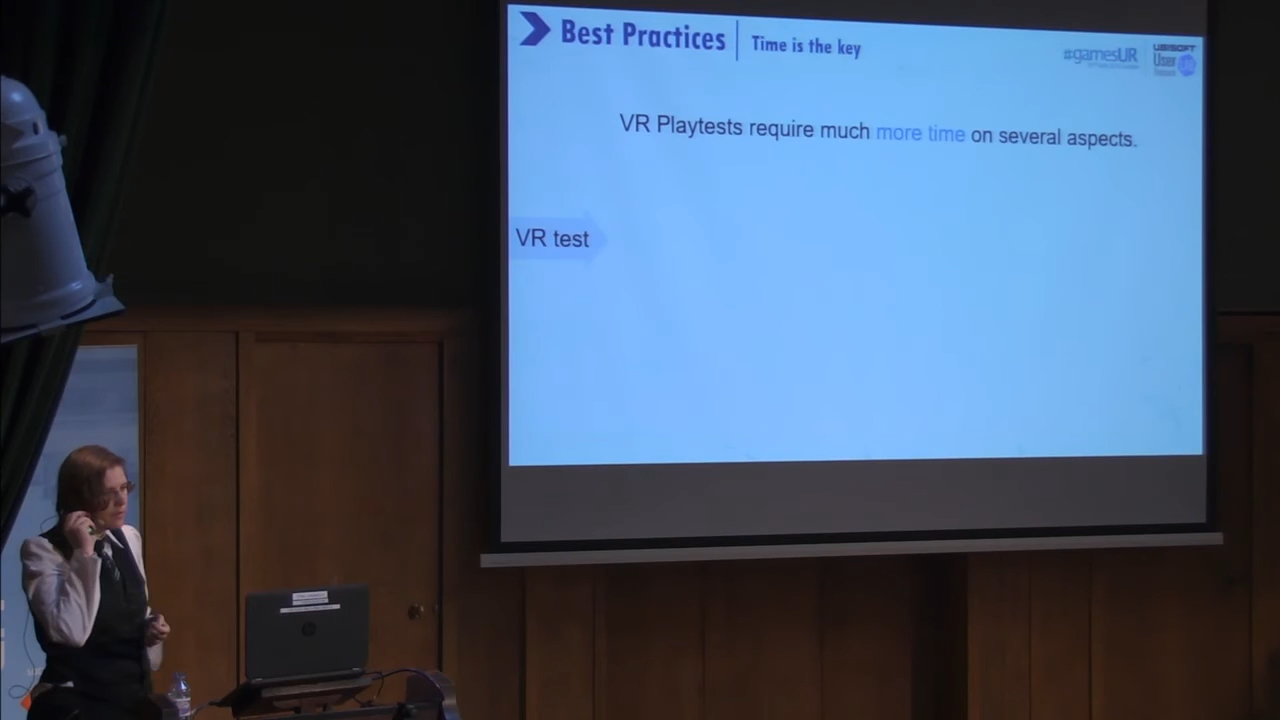 Best Practices
Time is the key
#gamesUR
UBISOFT
User
VR Playtests require much more time on several aspects.
VR test